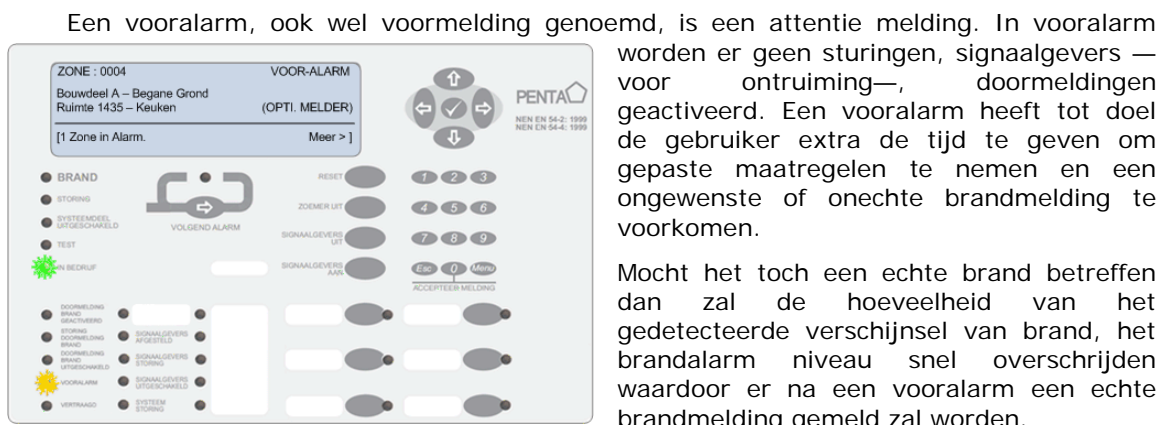 Een vooralarm, ook wel voormelding genoemd, is een attentie melding. In vooralarm
worden er geen sturingen, signaalgevers —
voor ontruiming—, doormeldingen
geactiveerd. Een vooralarm heeft tot doel
de gebruiker extra de tijd te geven om
gepaste maatregelen te nemen en een
ongewenste of onechte brandmelding te
voorkomen.
Mocht het toch een echte brand betreffen
dan zal de hoeveelheid van het
gedetecteerde verschijnsel van brand, het
brandalarm niveau snel overschrijden
waardoor er na een vooralarm een echte
brandmelding gemeld zal worden.
ZONE : 0004 VOOR-ALARM
Bouwdeel A – Begane Grond
Ruimte 1435 – Keuken (OPTI. MELDER)
[1 Zone in Alarm. Meer > ]
PENTA
NEN EN 54-2: 1999
NEN EN 54-4: 1999
BRAND
STORING
SYSTEEMDEEL
UITGESCHAKELD
TEST
IN BEDRIJF
VOLGEND ALARM
RESET
ZOEMER UIT
SIGNAALGEVERS
UIT
SIGNAALGEVERS
AAN
1 2 3
4 5 6
7 8 9
Esc 0 Menu
ACCEPTEER MELDING
DOORMELDING
BRAND
GEACTIVEERD
STORING
DOORMELDING
BRAND
DOORMELDING
BRAND
UITGESCHAKELD
VOORALARM
VERTRAAGD
SIGNAALGEVERS
AFGESTELD
SIGNAALGEVERS
STORING
SIGNAALGEVERS
UITGESCHAKELD
SYSTEEM
STORING